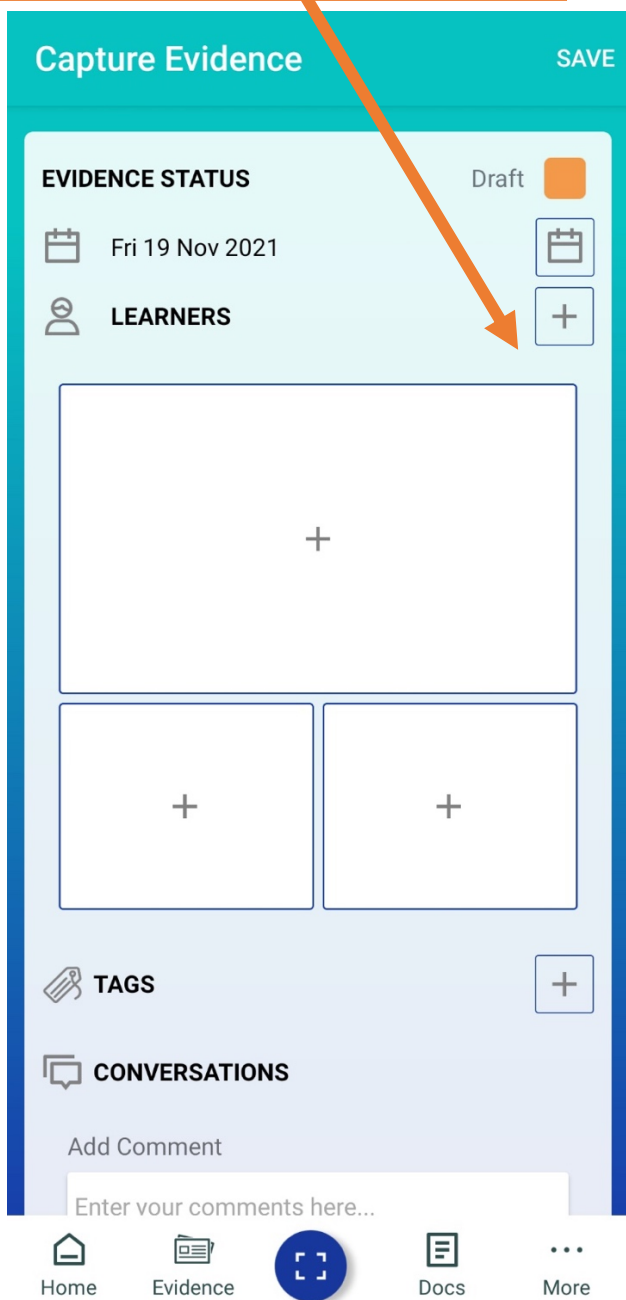 Capture Evidence SAVE
EVIDENCE STATUS Draft
Fri 19 Nov 2021
LEARNERS
TAGS
CONVERSATIONS
Add Comment
Enter your comments here...
Home Evidence Docs More